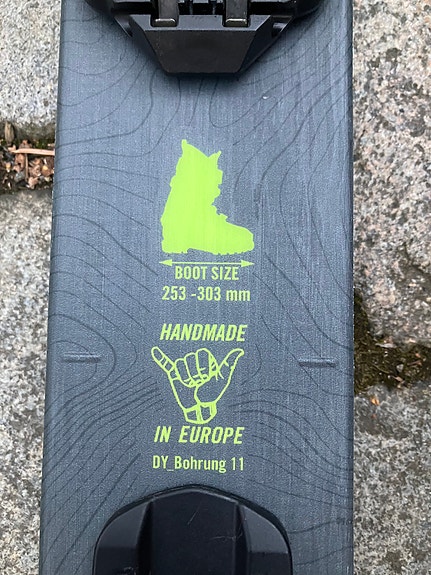 BOOT SIZE
253 -303 mm
HANDMADE
IN EUROPE
DY_Bohrung 11